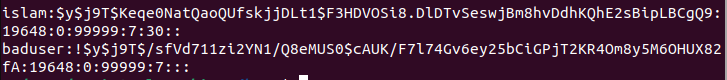 islam:$y$j9T$Keqe0NatQaoQUfskjjDLt1$F3HDVOSi8.DlDTvSeswjBm8hvDdhKQhE2sBipLBCgQ9:
19648:0:99999:7:30::
baduser:!$y$j9T$/sfVd711zi2YN1/Q8eMUS0$cAUK/F7l74Gv6ey25bCiGPjT2KR4Om8y5M6OHUX82
fA:19648:0:99999:7:::